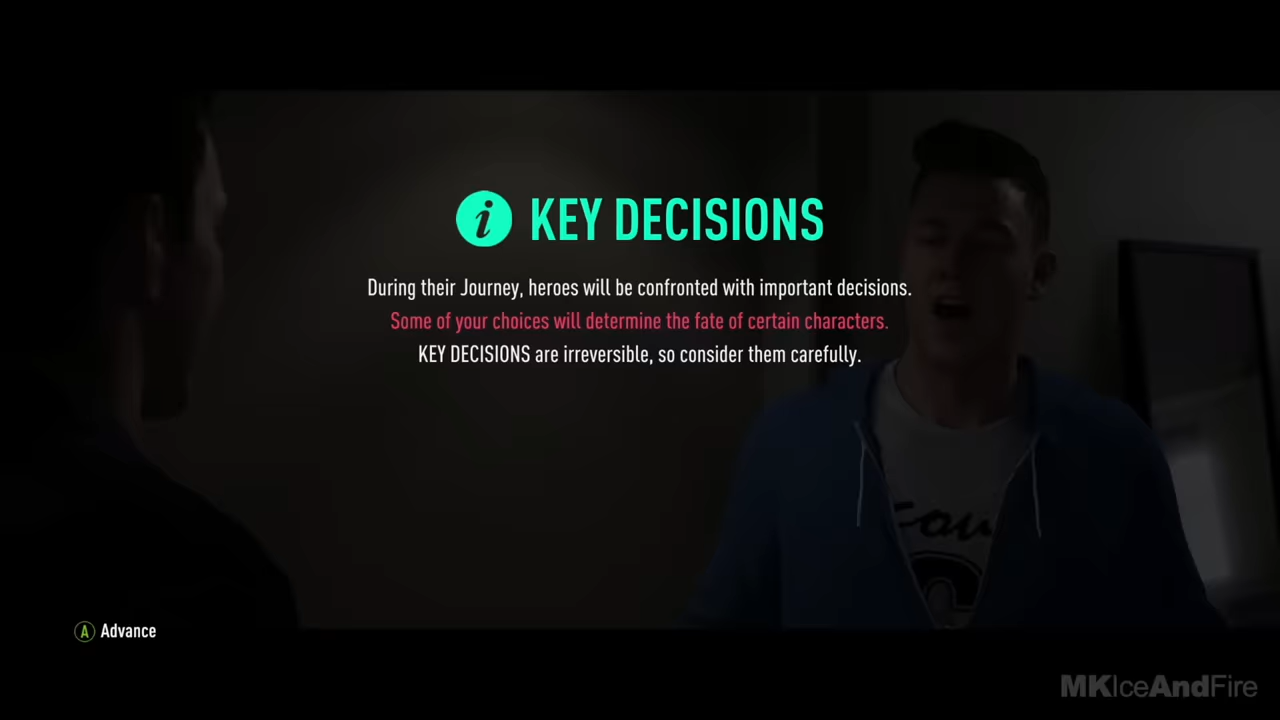 i KEY DECISIONS
During their Journey, heroes will be confronted with important decisions.
Some of your choices will determine the fate of certain characters.
KEY DECISIONS are irreversible, so consider them carefully.
A Advance
MKIceAndFire